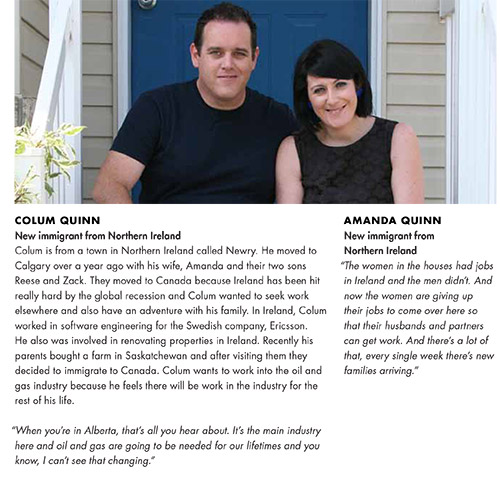 COLUM QUINN
New immigrant from Northern Ireland
Colum is from a town in Northern Ireland called Newry. He moved to
Calgary over a year ago with his wife, Amanda and their two sons
Reese and Zack. They moved to Canada because Ireland has been hit
really hard by the global recession and Colum wanted to seek work
elsewhere and also have an adventure with his family. In Ireland, Colum
worked in software engineering for the Swedish company, Ericsson.
He also was involved in renovating properties in Ireland. Recently his
parents bought a farm in Saskatchewan and after visiting them they
decided to immigrate to Canada. Colum wants to work into the oil and
gas industry because he feels there will be work in the industry for the
rest of his life.
“When you’re in Alberta, that’s all you hear about. It’s the main industry
here and oil and gas are going to be needed for our lifetimes and you
know, I can’t see that changing.”
AMANDA QUINN
New immigrant from
Northern Ireland
“The women in the houses had jobs
in Ireland and the men didn’t. And
now the women are giving up
their jobs to come over here so
that their husbands and partners
can get work. And there’s a lot of
that, every single week there’s new
families arriving.”